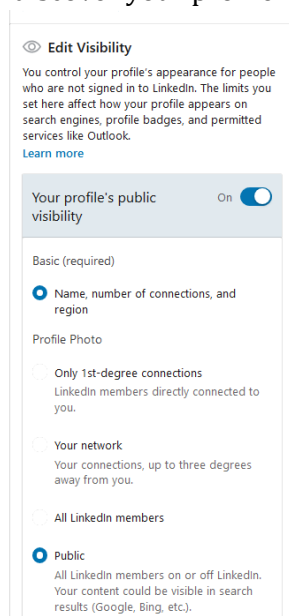 Edit Visibility
You control your profile's appearance for people
who are not signed in to LinkedIn. The limits you
set here affect how your profile appears on
search engines, profile badges, and permitted
services like Outlook.
Learn more
Your profile's public On
visibility
Basic (required)
Name, number of connections, and
region
Profile Photo
Only 1st-degree connections
LinkedIn members directly connected to
you.
Your network
Your connections, up to three degrees
away from you.
All LinkedIn members
Public
All LinkedIn members on or off LinkedIn.
Your content could be visible in search
results (Google, Bing, etc.).